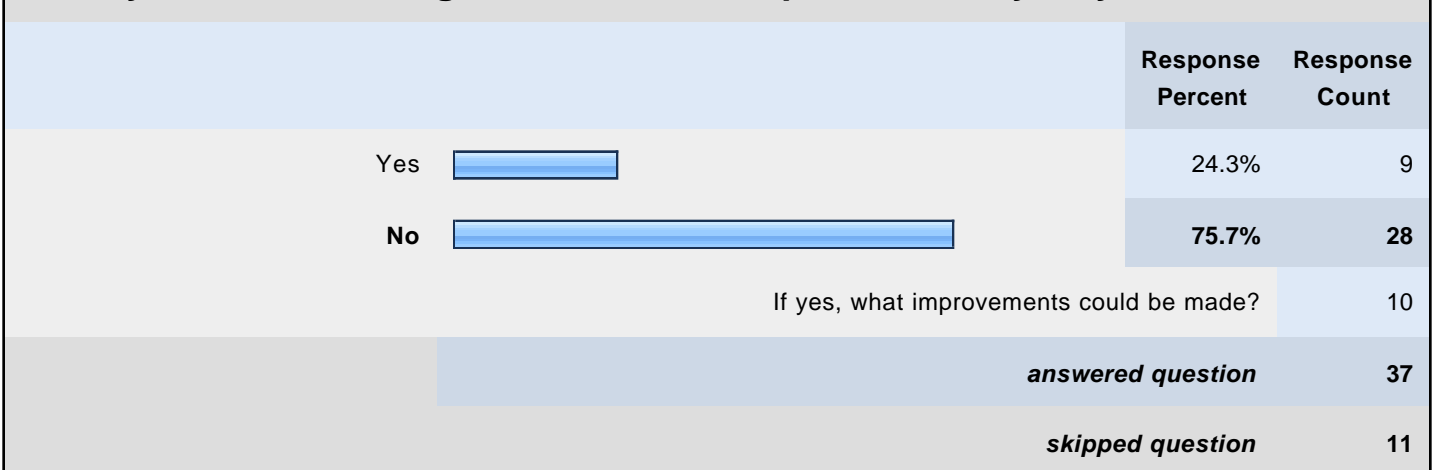 Response Percent
Response Count
Yes 24.3% 9
No 75.7% 28
If yes, what improvements could be made? 10
answered question 37
skipped question 11